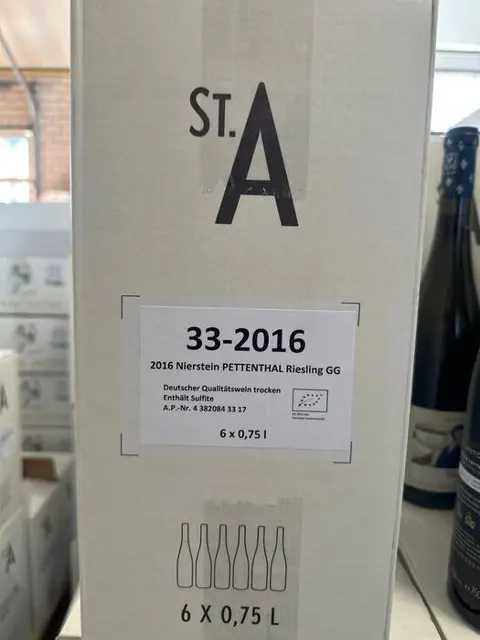 ST. A
33-2016
2016 Nierstein PETTENTHAL Riesling GG
Deutscher Qualitätswein trocken
Enthält Sulfite
A.P.-Nr. 4 382084 33 17
6 x 0,75 l
6 X 0,75 L
A